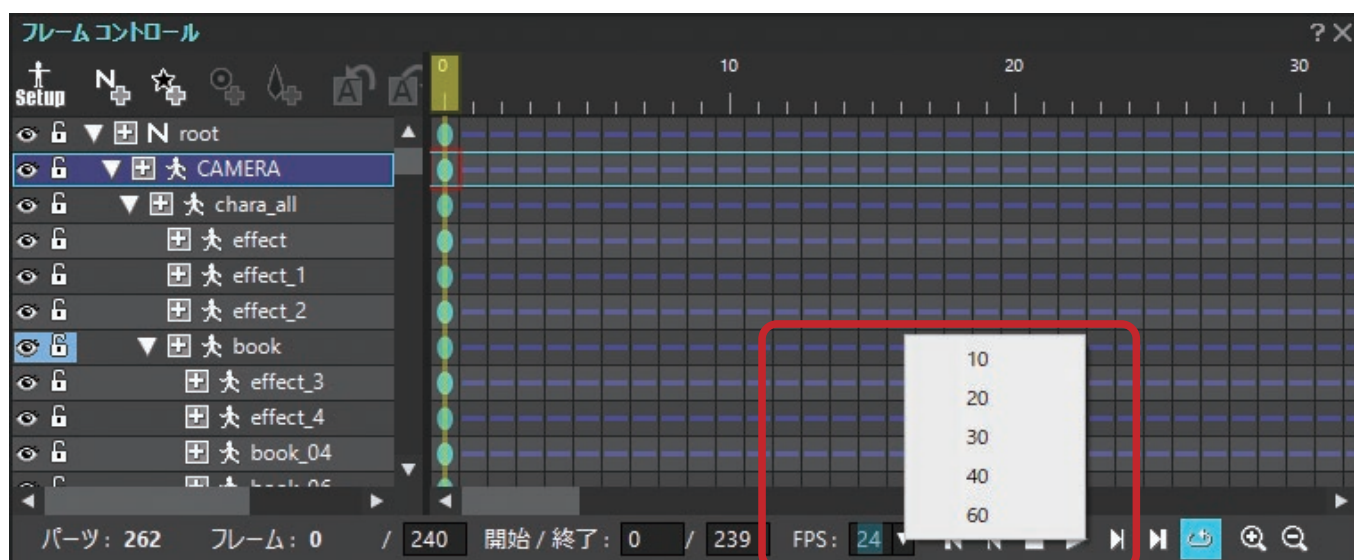 フレーム コントロール
? ×
Setup N A A
0 10 20 30
N root
CAMERA
chara_all
effect
effect_1
effect_2
book
effect_3
effect_4
book_04
パーツ : 262 フレーム : 0 / 240 開始 / 終了 : 0 / 239 FPS : 24
10
20
30
40
60